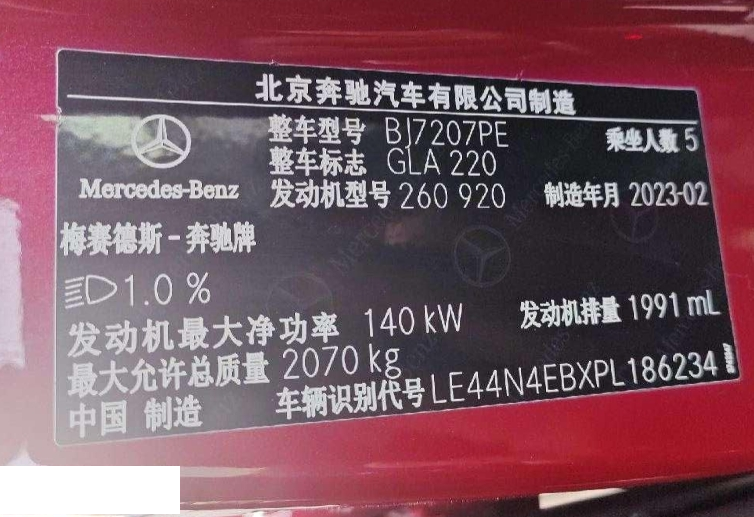 北京奔驰汽车有限公司制造
整车型号 BJ7207PE 乘坐人数 5
整车标志 GLA 220
发动机型号 260 920 制造年月 2023-02
Mercedes-Benz
梅赛德斯-奔驰牌
1.0 %
发动机最大净功率 140 kW 发动机排量 1991 mL
最大允许总质量 2070 kg
中国 制造 车辆识别代号 LE44N4EBXPL186234